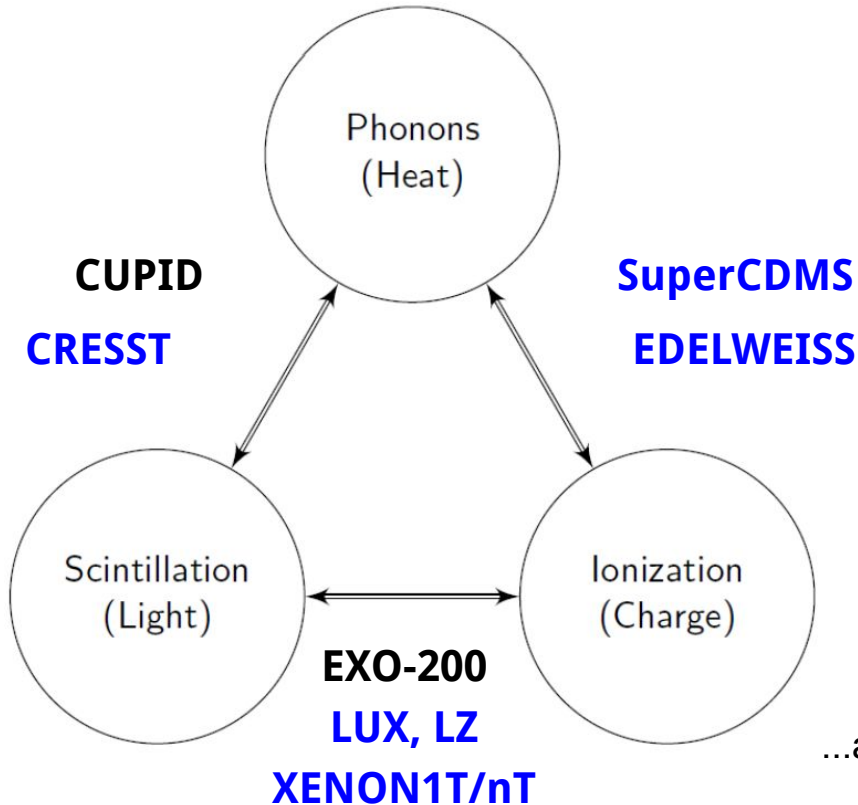 Phonons
(Heat)
CUPID
CRESST
SuperCDMS
EDELWEISS
Scintillation
(Light)
Ionization
(Charge)
EXO-200
LUX, LZ
XENON1T/nT
...a